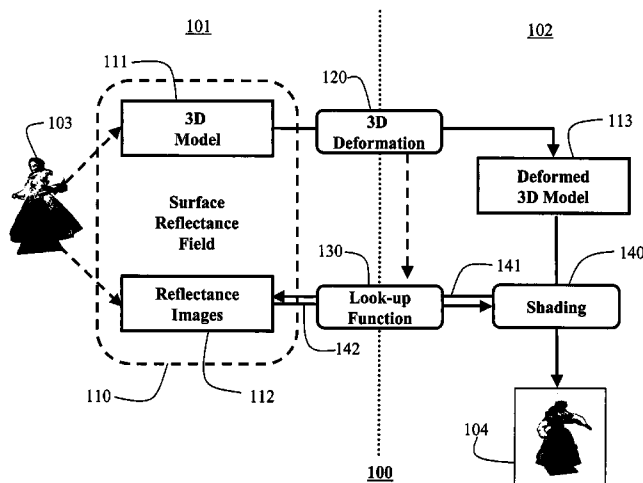 101
102
111
103
120
113
3D
Model
3D
Deformation
Deformed
3D Model
Surface
Reflectance
Field
130
141
140
Reflectance
Images
Look-up
Function
Shading
142
110
112
104
100